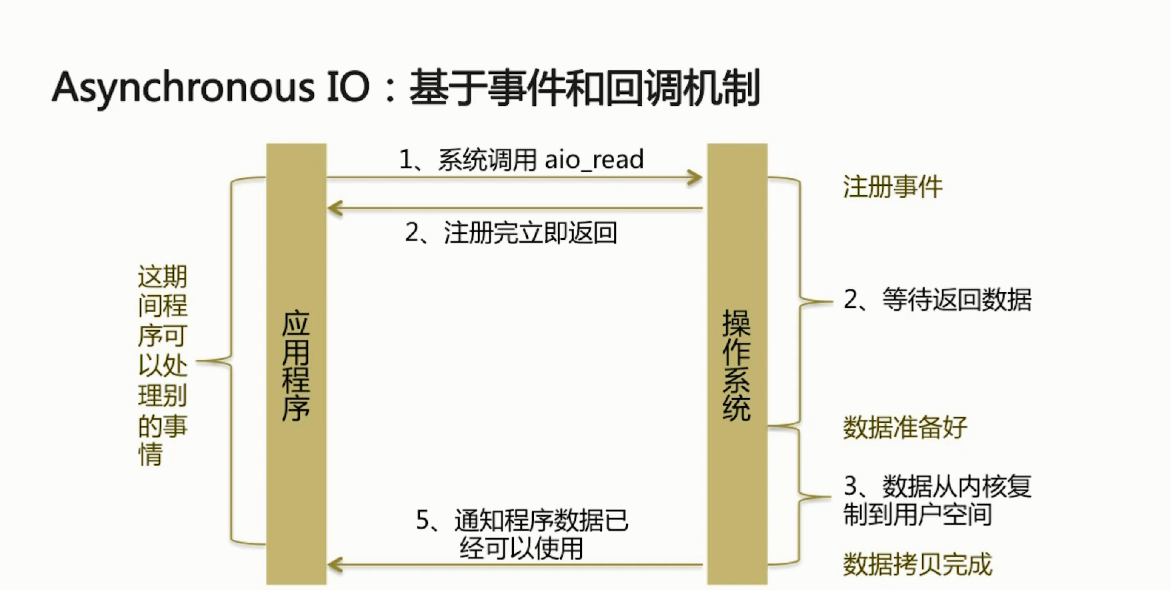 Asynchronous IO：基于事件和回调机制
1、系统调用 aio_read
注册事件
2、注册完立即返回
这期
间程
序可
以处
理别
的事
情
应用程序
操作系统
2、等待返回数据
数据准备好
3、数据从内核复
制到用户空间
5、通知程序数据已
经可以使用
数据拷贝完成